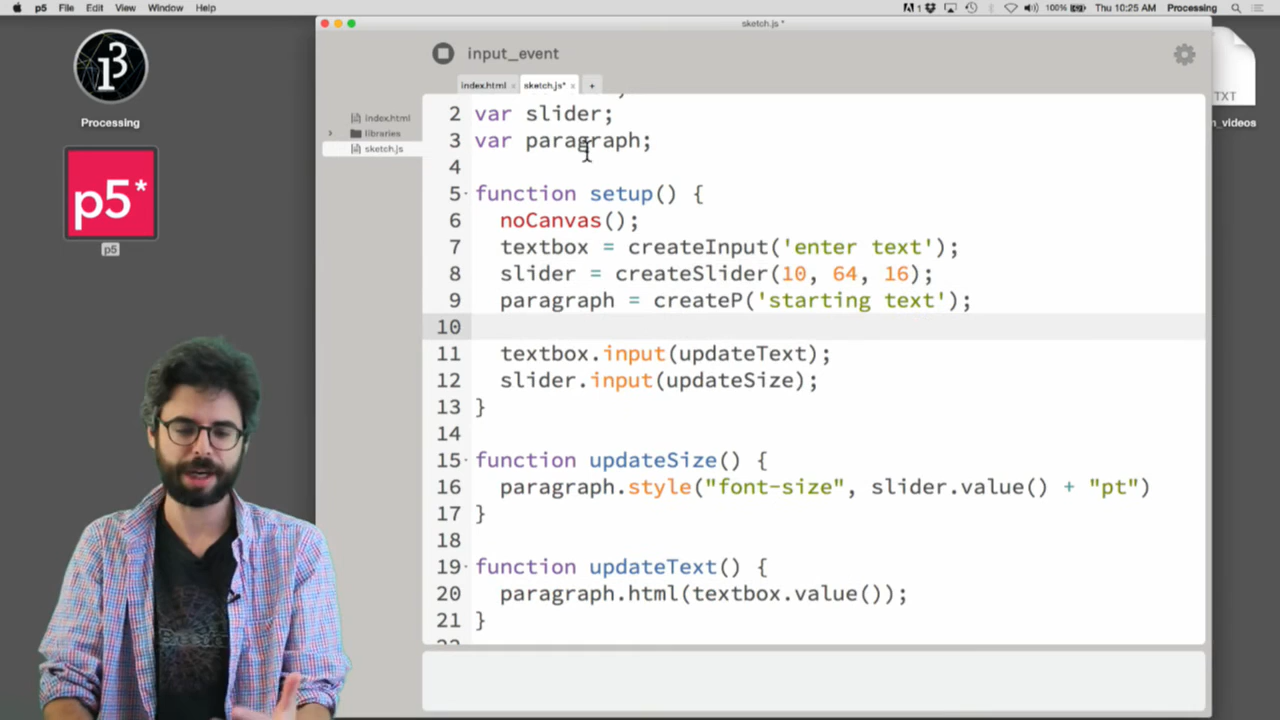 p5 File Edit View Window Help
1 100% Thu 10:25 AM Processing
sketch.js *
input_event
index.html × sketch.js* × +
Processing
p5*
p5
TXT
_videos
index.html
libraries
sketch.js
2 var slider;
3 var paragraph;
4
5 function setup() {
6 noCanvas();
7 textbox = createInput('enter text');
8 slider = createSlider(10, 64, 16);
9 paragraph = createP('starting text');
10
11 textbox.input(updateText);
12 slider.input(updateSize);
13 }
14
15 function updateSize() {
16 paragraph.style("font-size", slider.value() + "pt")
17 }
18
19 function updateText() {
20 paragraph.html(textbox.value());
21 }